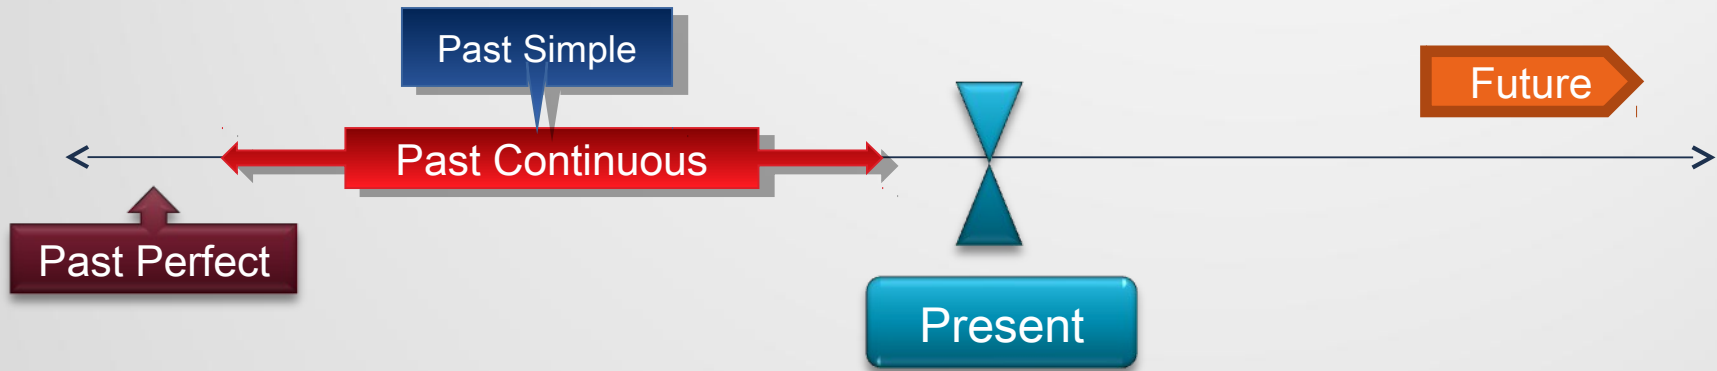 Past Simple
Future
Past Continuous
Past Perfect
Present